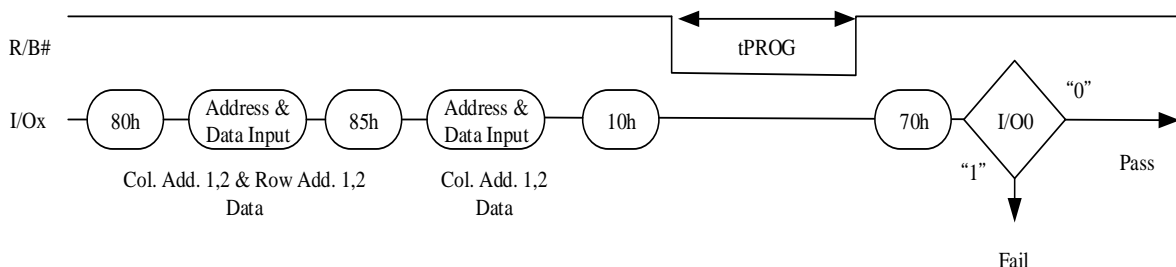 R/B#
tPROG
I/Ox
80h
Address &
Data Input
85h
Address &
Data Input
10h
70h
I/O0
“0”
“1”
Pass
Col. Add. 1,2 & Row Add. 1,2
Data
Col. Add. 1,2
Data
Fail